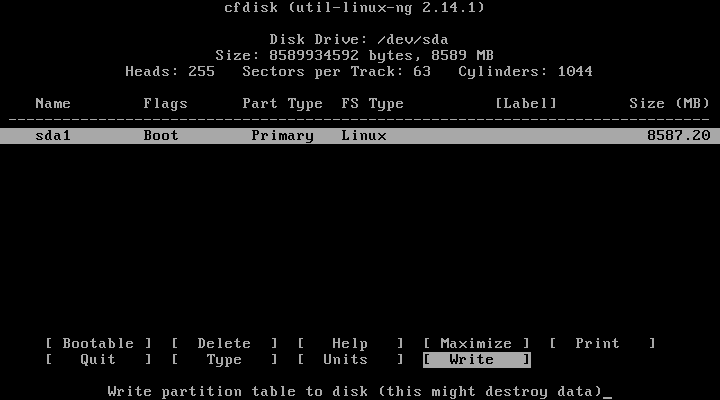 cfdisk (util-linux-ng 2.14.1)
Disk Drive: /dev/sda
Size: 8589934592 bytes, 8589 MB
Heads: 255   Sectors per Track: 63   Cylinders: 1044
Name   Flags   Part Type   FS Type   [Label]   Size (MB)
sda1   Boot   Primary   Linux   8587.20
[ Bootable ]  [  Delete  ]  [   Help   ]  [ Maximize ]  [  Print   ]
[   Quit   ]  [   Type   ]  [  Units   ]  [  Write   ]
Write partition table to disk (this might destroy data)_